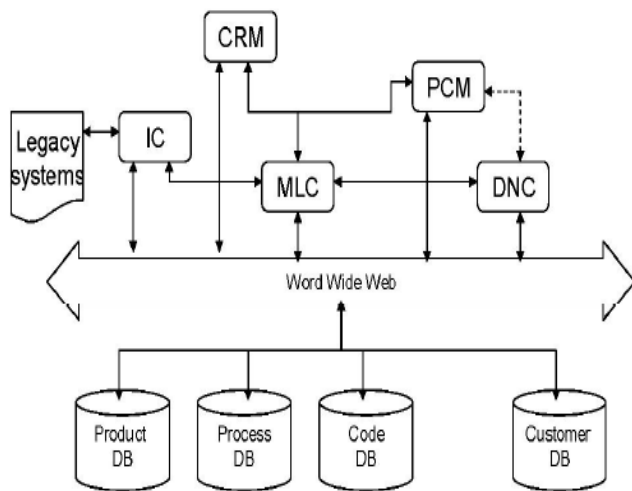 CRM
PCM
Legacy
systems
IC
MLC
DNC
Word Wide Web
Product
DB
Process
DB
Code
DB
Customer
DB